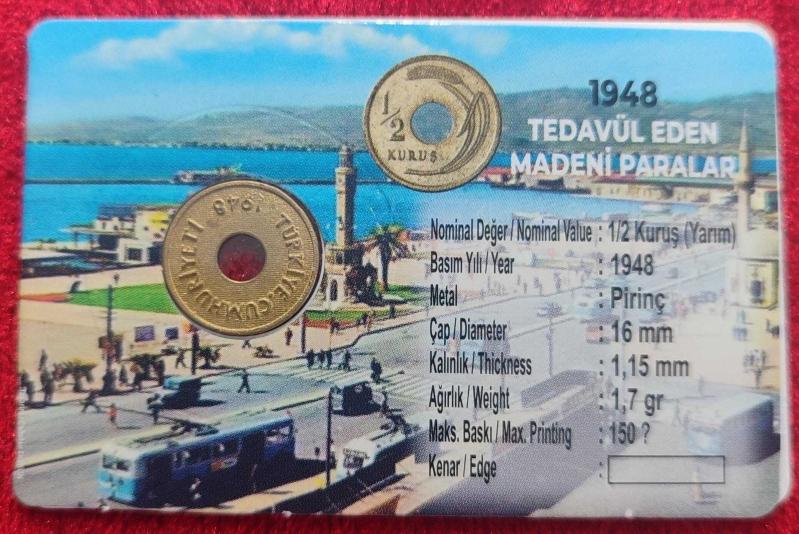 1/2
KURUŞ
1948
TEDAVÜL EDEN
MADENİ PARALAR
1948
TÜRKİYE CUMHURİYETİ
Nominal Değer / Nominal Value : 1/2 Kuruş (Yarım)
Basım Yılı / Year : 1948
Metal : Pirinç
Çap / Diameter : 16 mm
Kalınlık / Thickness : 1,15 mm
Ağırlık / Weight : 1,7 gr
Maks. Baskı / Max. Printing : 150 ?
Kenar / Edge :